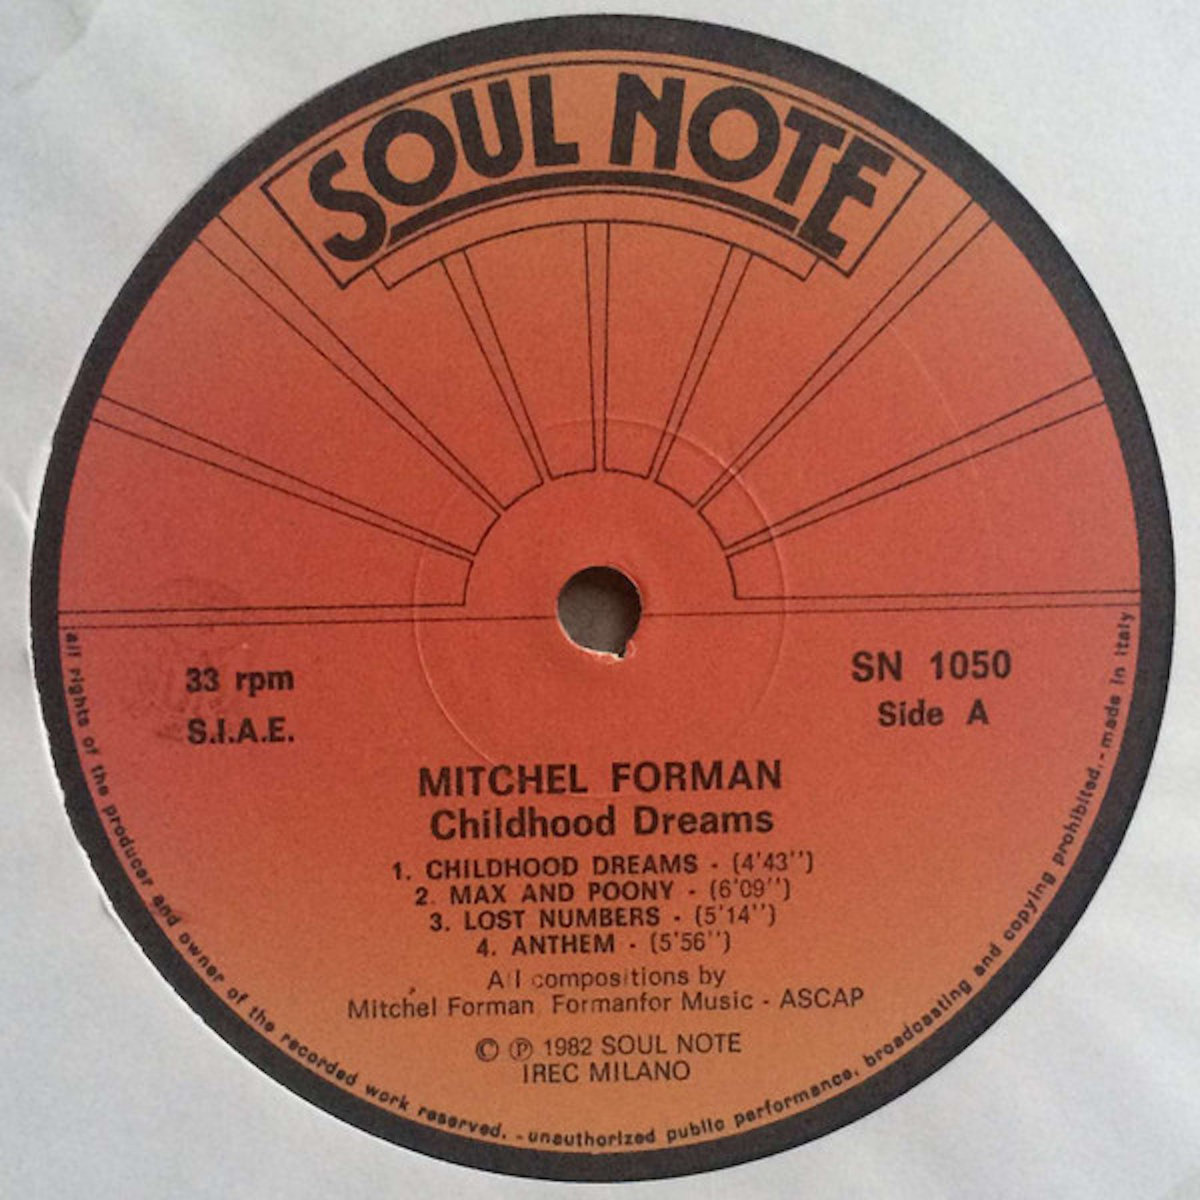 SOUL NOTE
33 rpm
S.I.A.E.
SN 1050
Side A
MITCHEL FORMAN
Childhood Dreams
1. CHILDHOOD DREAMS - (4'43'')
2. MAX AND POONY - (6'09'')
3. LOST NUMBERS - (5'14'')
4. ANTHEM - (5'56'')
All compositions by
Mitchel Forman Formanfor Music - ASCAP
© ℗ 1982 SOUL NOTE
IREC MILANO
all rights of the producer and owner of the recorded work reserved. - unauthorized public performance, broadcasting and copying prohibited. - made in Italy